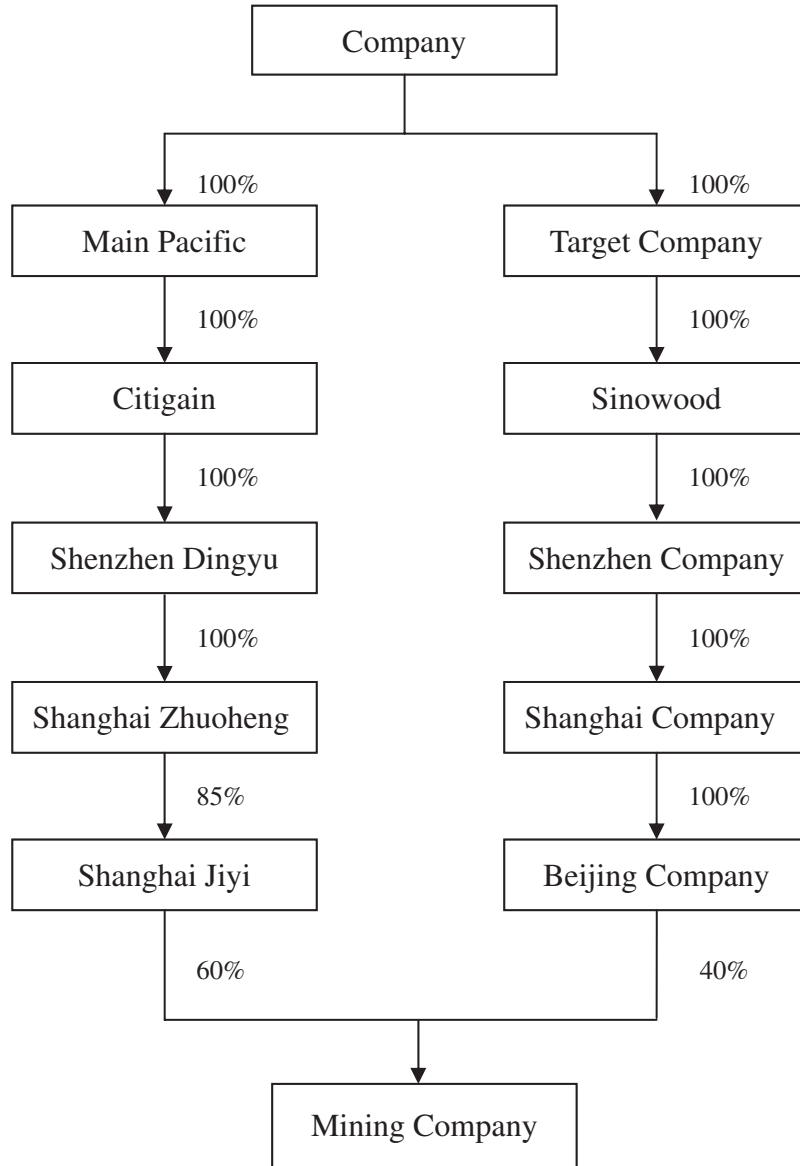 Company
100%
100%
Main Pacific
Target Company
100%
100%
Citigain
Sinowood
100%
100%
Shenzhen Dingyu
Shenzhen Company
100%
100%
Shanghai Zhuoheng
Shanghai Company
85%
100%
Shanghai Jiyi
Beijing Company
60%
40%
Mining Company